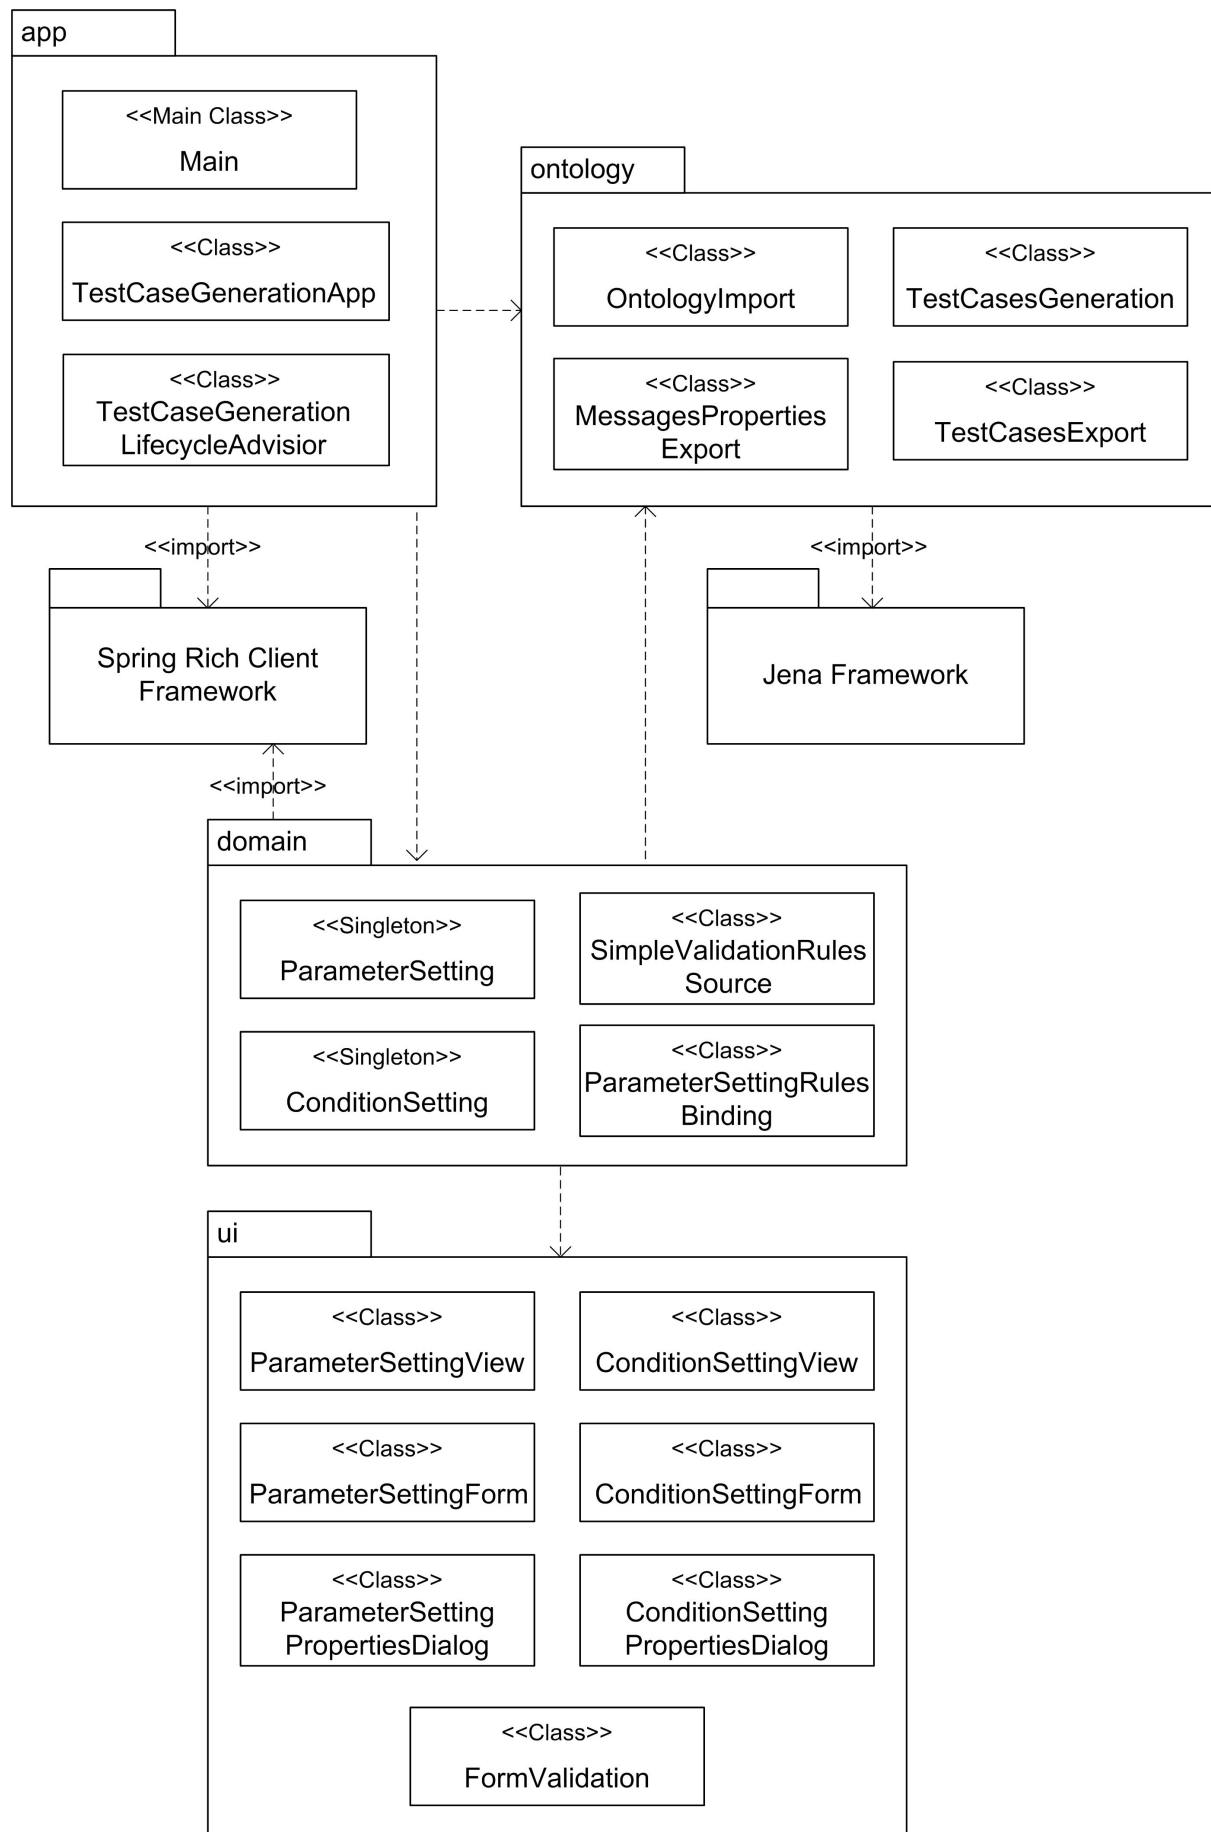 app
<<Main Class>>
Main
<<Class>>
TestCaseGenerationApp
<<Class>>
TestCaseGeneration
LifecycleAdvisior
ontology
<<Class>>
OntologyImport
<<Class>>
TestCasesGeneration
<<Class>>
MessagesProperties
Export
<<Class>>
TestCasesExport
<<import>>
<<import>>
Spring Rich Client
Framework
Jena Framework
<<import>>
domain
<<Singleton>>
ParameterSetting
<<Class>>
SimpleValidationRules
Source
<<Singleton>>
ConditionSetting
<<Class>>
ParameterSettingRules
Binding
ui
<<Class>>
ParameterSettingView
<<Class>>
ConditionSettingView
<<Class>>
ParameterSettingForm
<<Class>>
ConditionSettingForm
<<Class>>
ParameterSetting
PropertiesDialog
<<Class>>
ConditionSetting
PropertiesDialog
<<Class>>
FormValidation